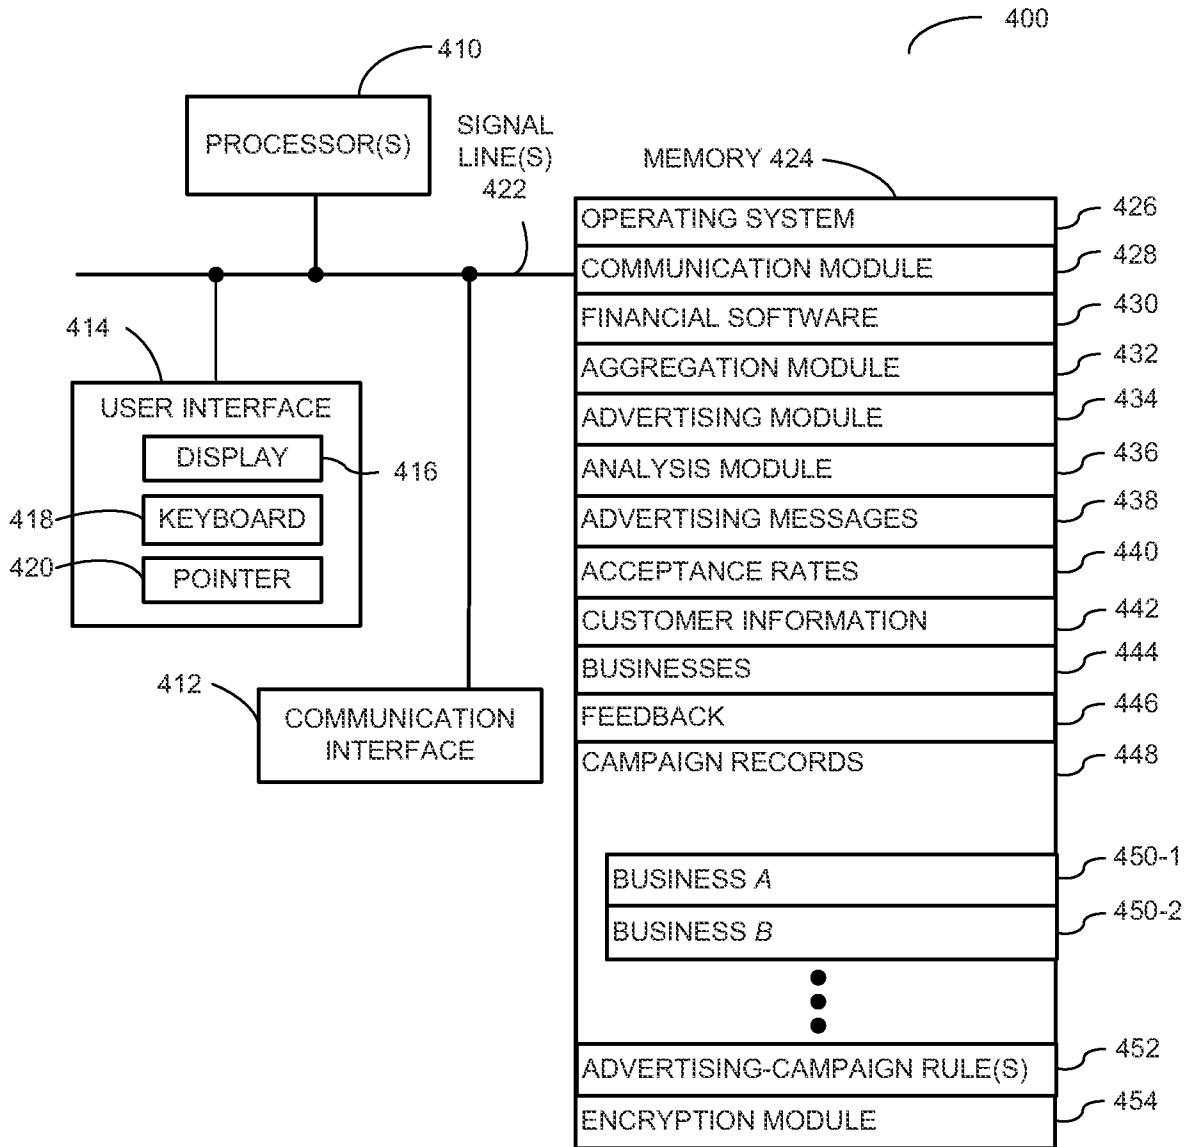 400
410
PROCESSOR(S)
SIGNAL
LINE(S)
422
MEMORY 424
OPERATING SYSTEM
426
COMMUNICATION MODULE
428
FINANCIAL SOFTWARE
430
AGGREGATION MODULE
432
ADVERTISING MODULE
434
ANALYSIS MODULE
436
ADVERTISING MESSAGES
438
ACCEPTANCE RATES
440
CUSTOMER INFORMATION
442
BUSINESSES
444
FEEDBACK
446
CAMPAIGN RECORDS
448
BUSINESS A
450-1
BUSINESS B
450-2
ADVERTISING-CAMPAIGN RULE(S)
452
ENCRYPTION MODULE
454
414
USER INTERFACE
DISPLAY
416
418
KEYBOARD
420
POINTER
412
COMMUNICATION
INTERFACE